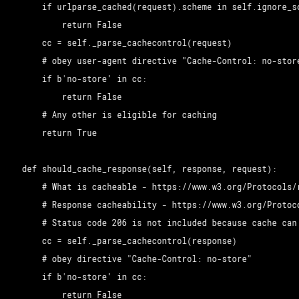 if urlparse_cached(request).scheme in self.ignore_sc
return False
cc = self._parse_cachecontrol(request)
# obey user-agent directive "Cache-Control: no-store
if b'no-store' in cc:
return False
# Any other is eligible for caching
return True
def should_cache_response(self, response, request):
# What is cacheable - https://www.w3.org/Protocols/r
# Response cacheability - https://www.w3.org/Protoco
# Status code 206 is not included because cache can
cc = self._parse_cachecontrol(response)
# obey directive "Cache-Control: no-store"
if b'no-store' in cc:
return False